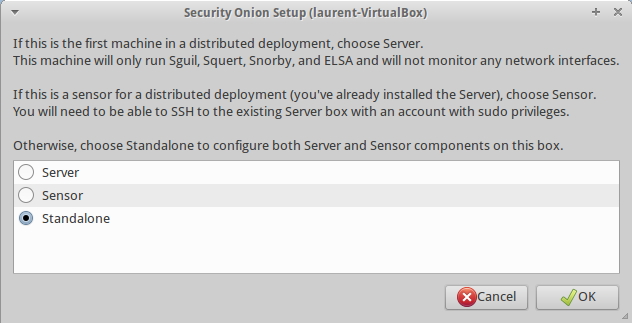 Security Onion Setup (laurent-VirtualBox)
If this is the first machine in a distributed deployment, choose Server.
This machine will only run Sguil, Squert, Snorby, and ELSA and will not monitor any network interfaces.
If this is a sensor for a distributed deployment (you've already installed the Server), choose Sensor.
You will need to be able to SSH to the existing Server box with an account with sudo privileges.
Otherwise, choose Standalone to configure both Server and Sensor components on this box.
Server
Sensor
Standalone
Cancel
OK